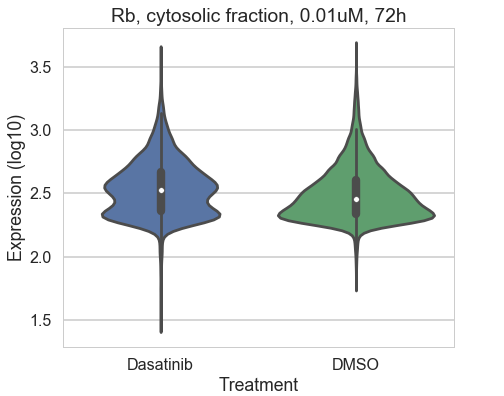 Rb, cytosolic fraction, 0.01uM, 72h
Expression (log10)
3.5
3.0
2.5
2.0
1.5
Dasatinib DMSO
Treatment